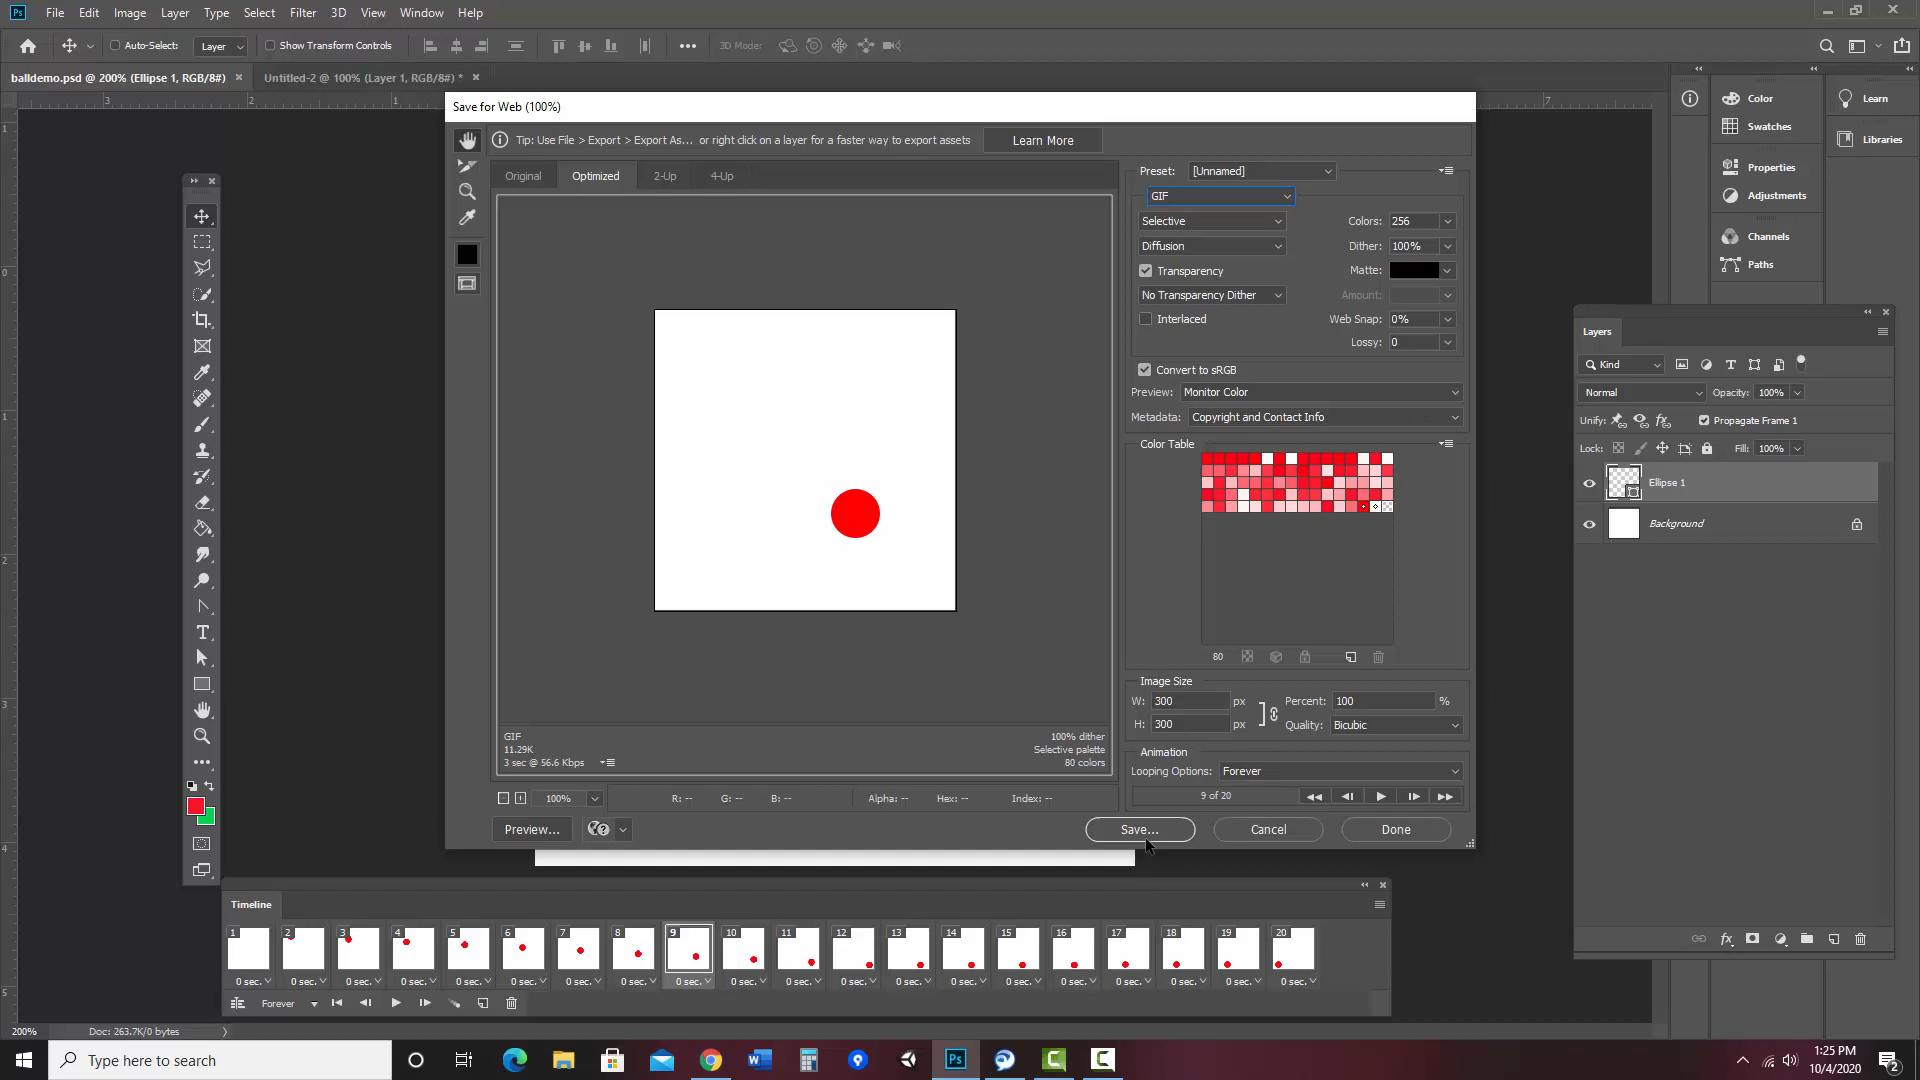 Ps File Edit Image Layer Type Select Filter 3D View Window Help
Auto-Select: Layer Show Transform Controls 3D Mode:
balldemo.psd @ 200% (Ellipse 1, RGB/8#) × Untitled-2 @ 100% (Layer 1, RGB/8#) * ×
3 2 1 7
Save for Web (100%)
Tip: Use File > Export > Export As... or right click on a layer for a faster way to export assets Learn More
Original Optimized 2-Up 4-Up
Preset: [Unnamed]
GIF
Selective Colors: 256
Diffusion Dither: 100%
Transparency Matte:
No Transparency Dither Amount:
Interlaced Web Snap: 0%
Lossy: 0
Convert to sRGB
Preview: Monitor Color
Metadata: Copyright and Contact Info
Color Table
80
Image Size
W: 300 px Percent: 100 %
H: 300 px Quality: Bicubic
Animation
Looping Options: Forever
9 of 20
GIF 100% dither
11.29K Selective palette
3 sec @ 56.6 Kbps 80 colors
100% R: -- G: -- B: -- Alpha: -- Hex: -- Index: --
Preview... Save... Cancel Done
Color Learn
Swatches
Libraries
Properties
Adjustments
Channels
Paths
Layers
Kind
Normal Opacity: 100%
Unify: Propagate Frame 1
Lock: Fill: 100%
Ellipse 1
Background
fx
Timeline
1 2 3 4 5 6 7 8 9 10 11 12 13 14 15 16 17 18 19 20
0 sec. 0 sec. 0 sec. 0 sec. 0 sec. 0 sec. 0 sec. 0 sec. 0 sec. 0 sec. 0 sec. 0 sec. 0 sec. 0 sec. 0 sec. 0 sec. 0 sec. 0 sec. 0 sec. 0 sec.
Forever
200% Doc: 263.7K/0 bytes
Type here to search
1:25 PM
10/4/2020
2